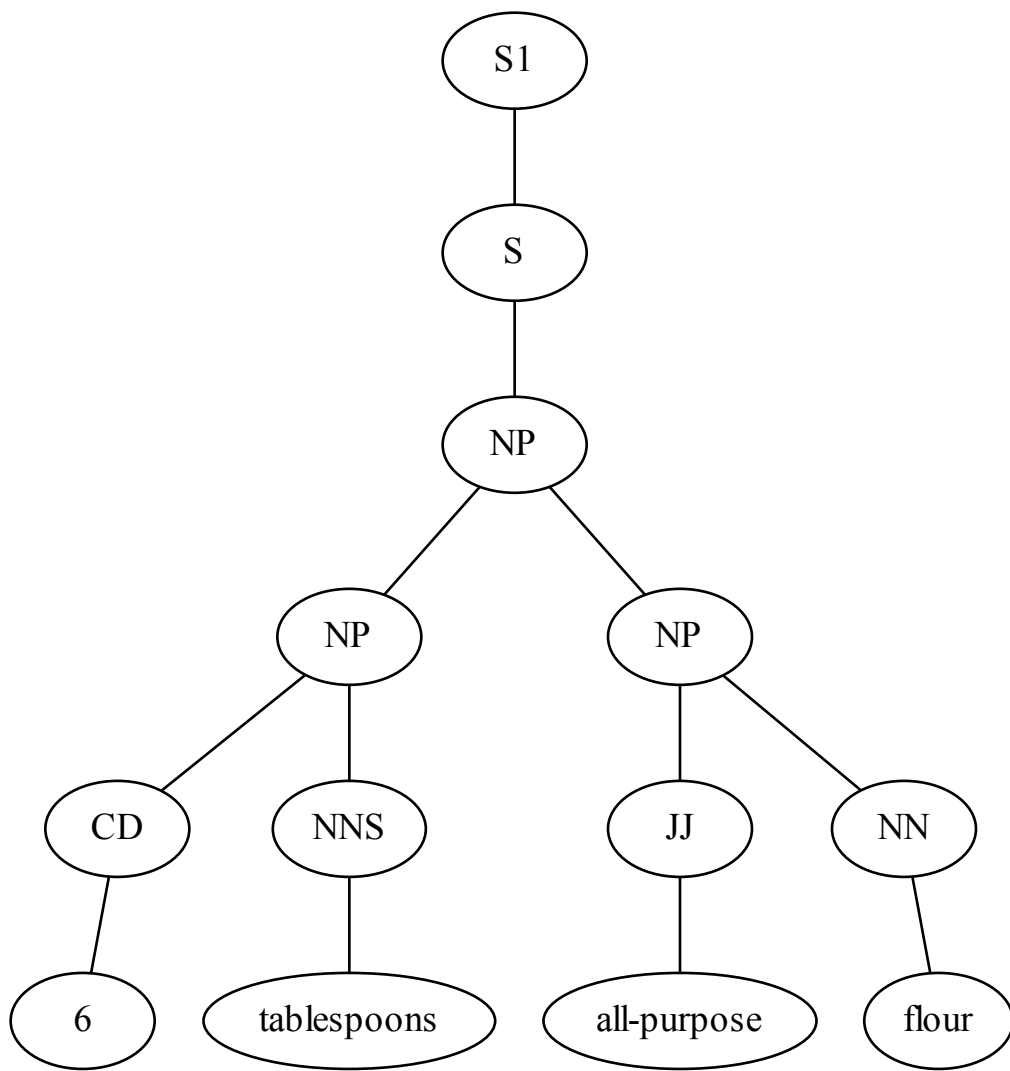 S1
S
NP
NP NP
CD NNS JJ NN
6 tablespoons all-purpose flour